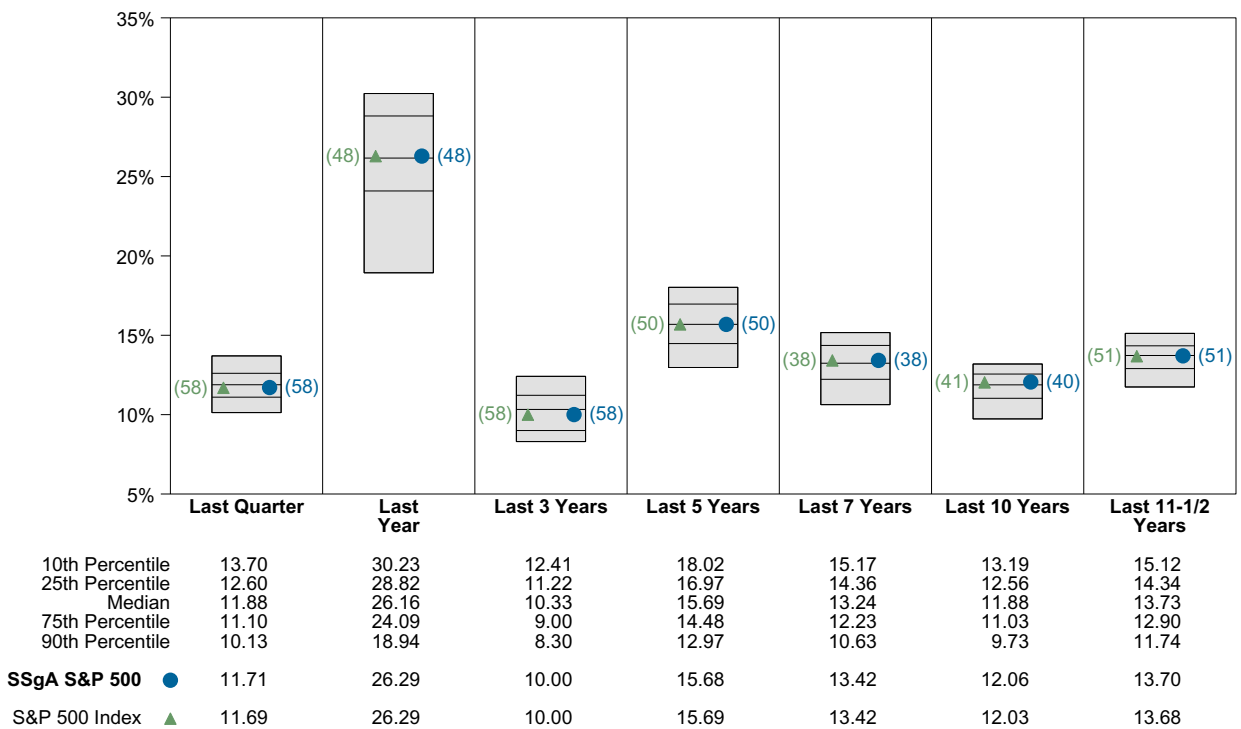 35%
30%
25%
20%
15%
10%
5%
(58) (58)
(48) (48)
(58) (58)
(50) (50)
(38) (38)
(41) (40)
(51) (51)
Last Quarter
Last
Year
Last 3 Years
Last 5 Years
Last 7 Years
Last 10 Years
Last 11-1/2
Years
10th Percentile 13.70 30.23 12.41 18.02 15.17 13.19 15.12
25th Percentile 12.60 28.82 11.22 16.97 14.36 12.56 14.34
Median 11.88 26.16 10.33 15.69 13.24 11.88 13.73
75th Percentile 11.10 24.09 9.00 14.48 12.23 11.03 12.90
90th Percentile 10.13 18.94 8.30 12.97 10.63 9.73 11.74
SSgA S&P 500 11.71 26.29 10.00 15.68 13.42 12.06 13.70
S&P 500 Index 11.69 26.29 10.00 15.69 13.42 12.03 13.68